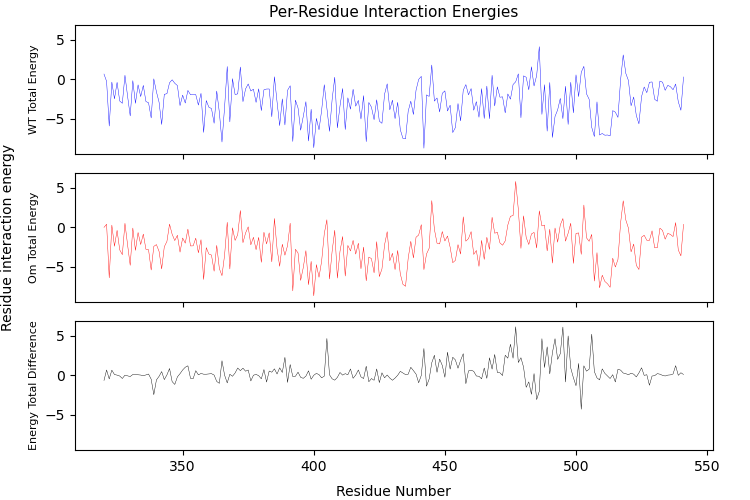 Per-Residue Interaction Energies
Residue interaction energy
WT Total Energy
5
0
−5
Om Total Energy
5
0
−5
Energy Total Difference
5
0
−5
350
400
450
500
550
Residue Number